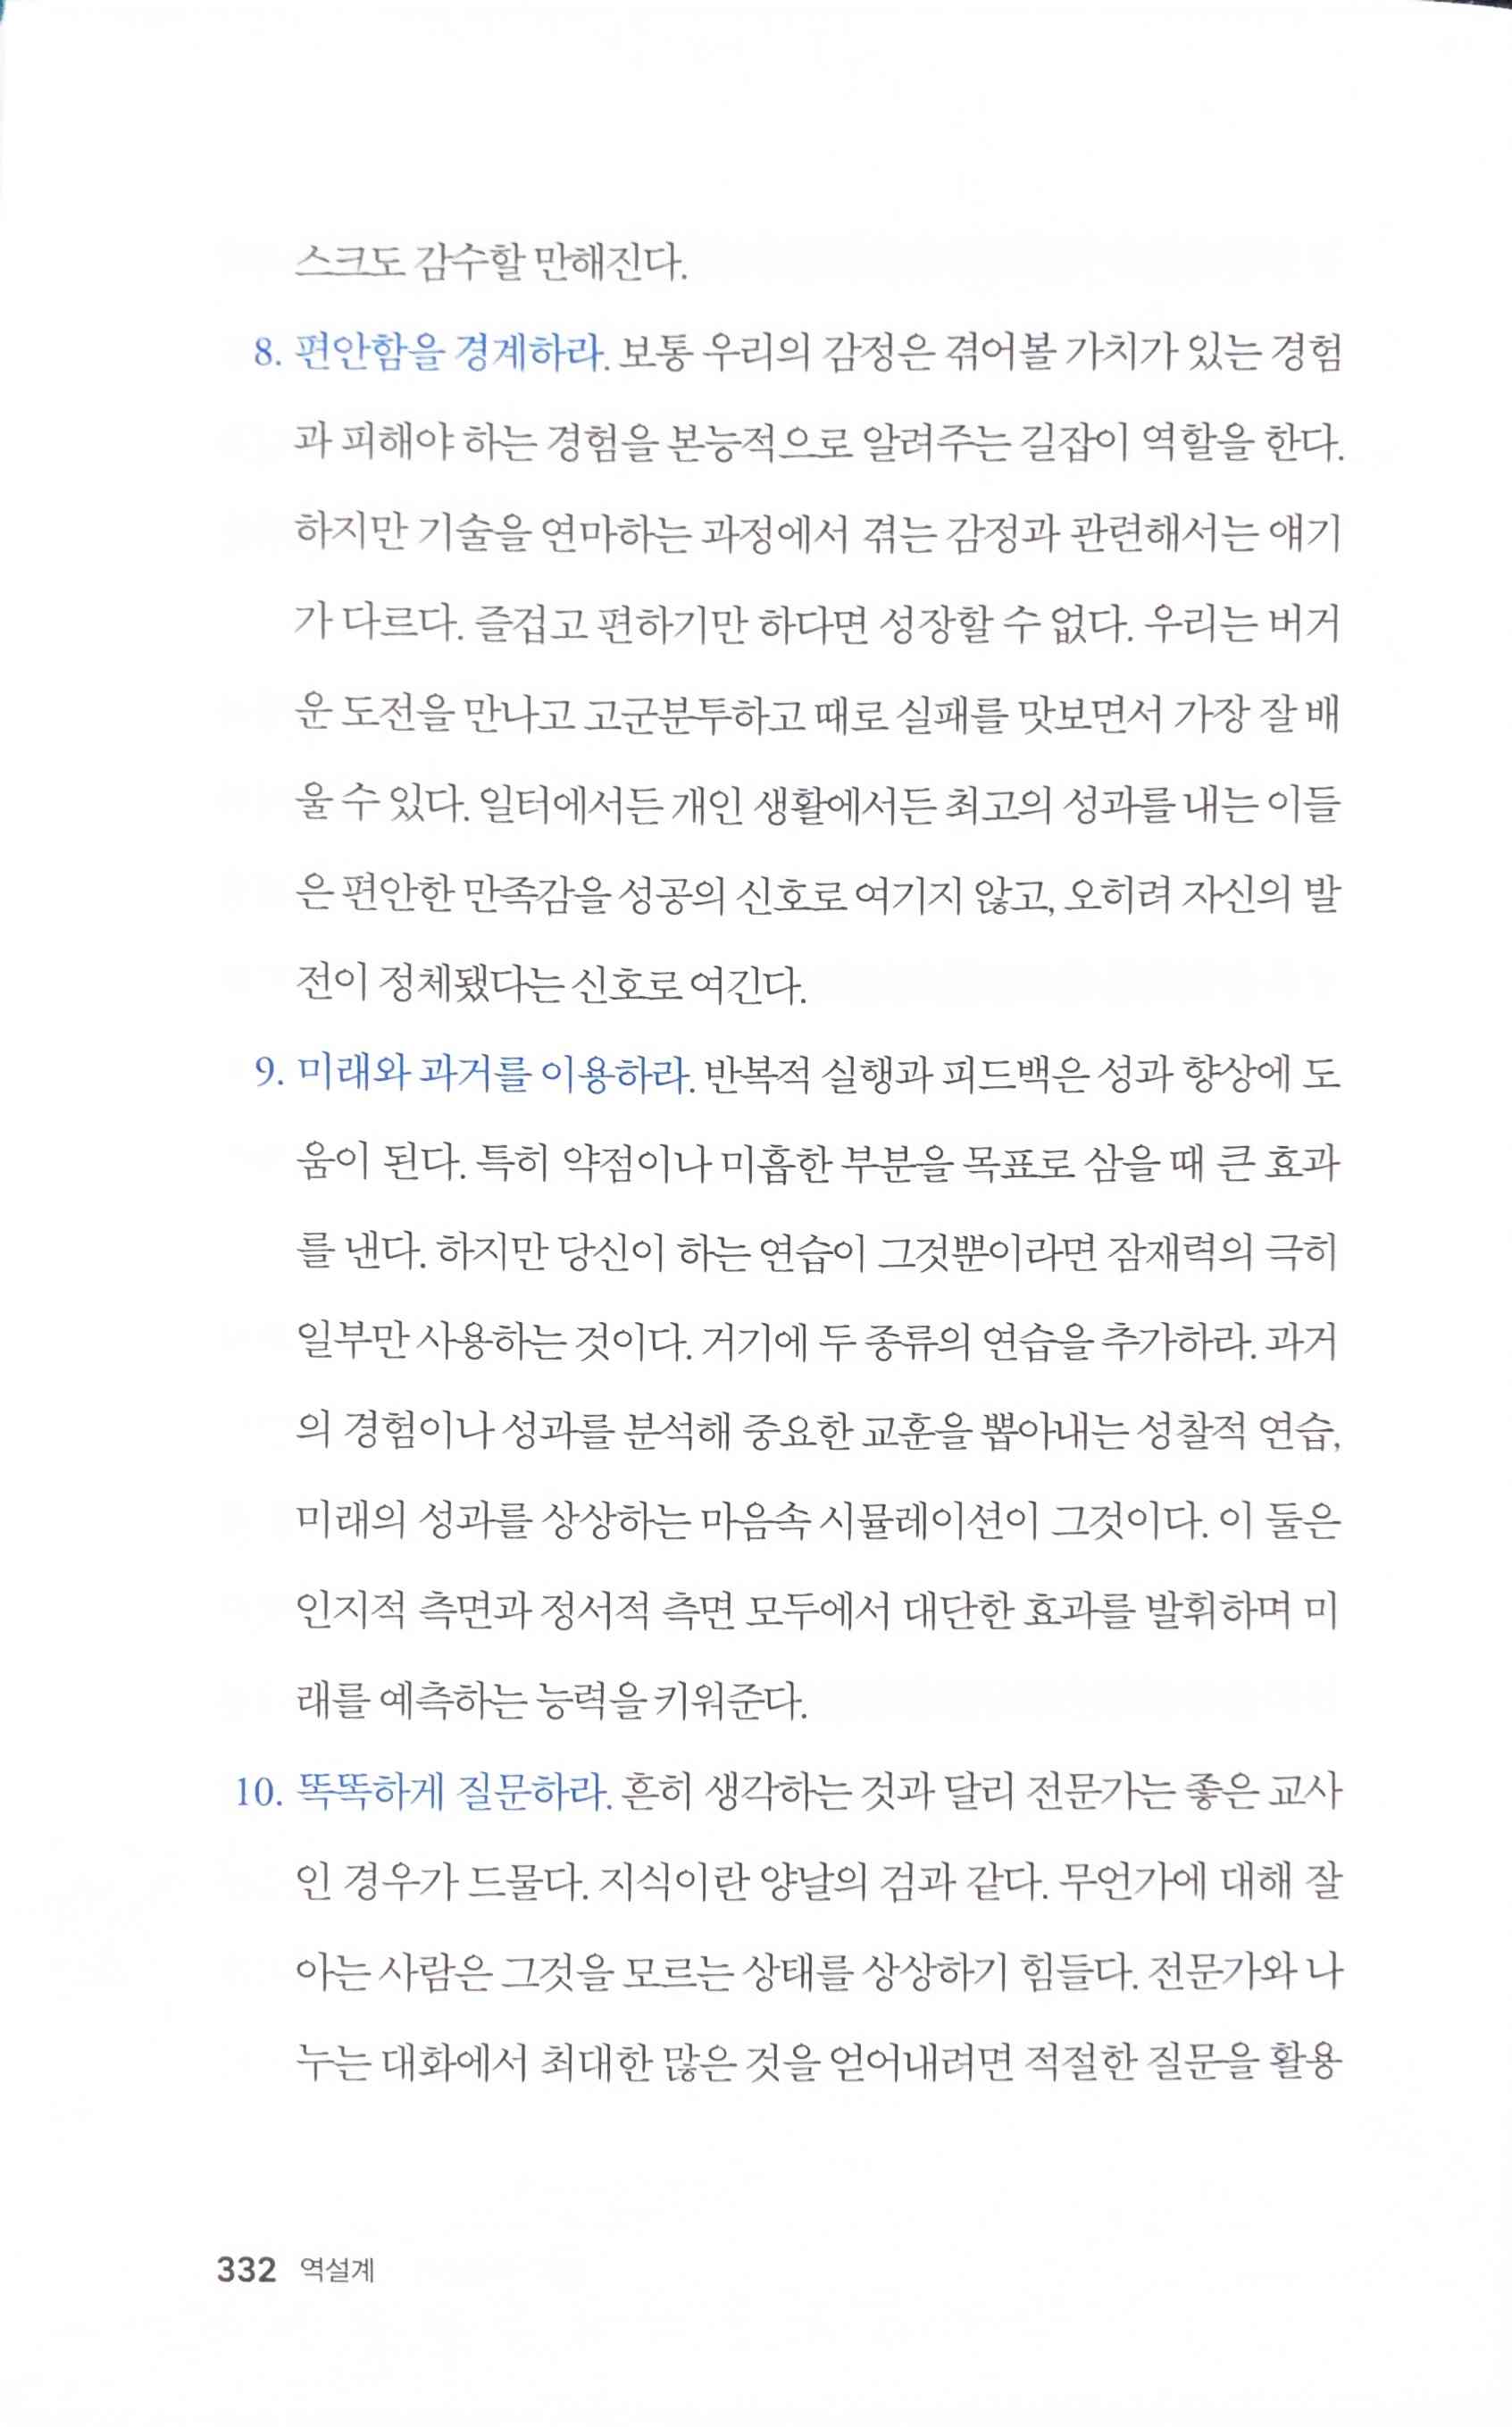 스크도 감수할 만해진다.
8. 편안함을 경계하라. 보통 우리의 감정은 겪어볼 가치가 있는 경험
과 피해야 하는 경험을 본능적으로 알려주는 길잡이 역할을 한다.
하지만 기술을 연마하는 과정에서 겪는 감정과 관련해서는 얘기
가 다르다. 즐겁고 편하기만 하다면 성장할 수 없다. 우리는 버거
운 도전을 만나고 고군분투하고 때로 실패를 맛보면서 가장 잘 배
울 수 있다. 일터에서든 개인 생활에서든 최고의 성과를 내는 이들
은 편안한 만족감을 성공의 신호로 여기지 않고, 오히려 자신의 발
전이 정체됐다는 신호로 여긴다.
9. 미래와 과거를 이용하라. 반복적 실행과 피드백은 성과 향상에 도
움이 된다. 특히 약점이나 미흡한 부분을 목표로 삼을 때 큰 효과
를 낸다. 하지만 당신이 하는 연습이 그것뿐이라면 잠재력의 극히
일부만 사용하는 것이다. 거기에 두 종류의 연습을 추가하라. 과거
의 경험이나 성과를 분석해 중요한 교훈을 뽑아내는 성찰적 연습,
미래의 성과를 상상하는 마음속 시뮬레이션이 그것이다. 이 둘은
인지적 측면과 정서적 측면 모두에서 대단한 효과를 발휘하며 미
래를 예측하는 능력을 키워준다.
10. 똑똑하게 질문하라. 흔히 생각하는 것과 달리 전문가는 좋은 교사
인 경우가 드물다. 지식이란 양날의 검과 같다. 무언가에 대해 잘
아는 사람은 그것을 모르는 상태를 상상하기 힘들다. 전문가와 나
누는 대화에서 최대한 많은 것을 얻어내려면 적절한 질문을 활용
332 역설계